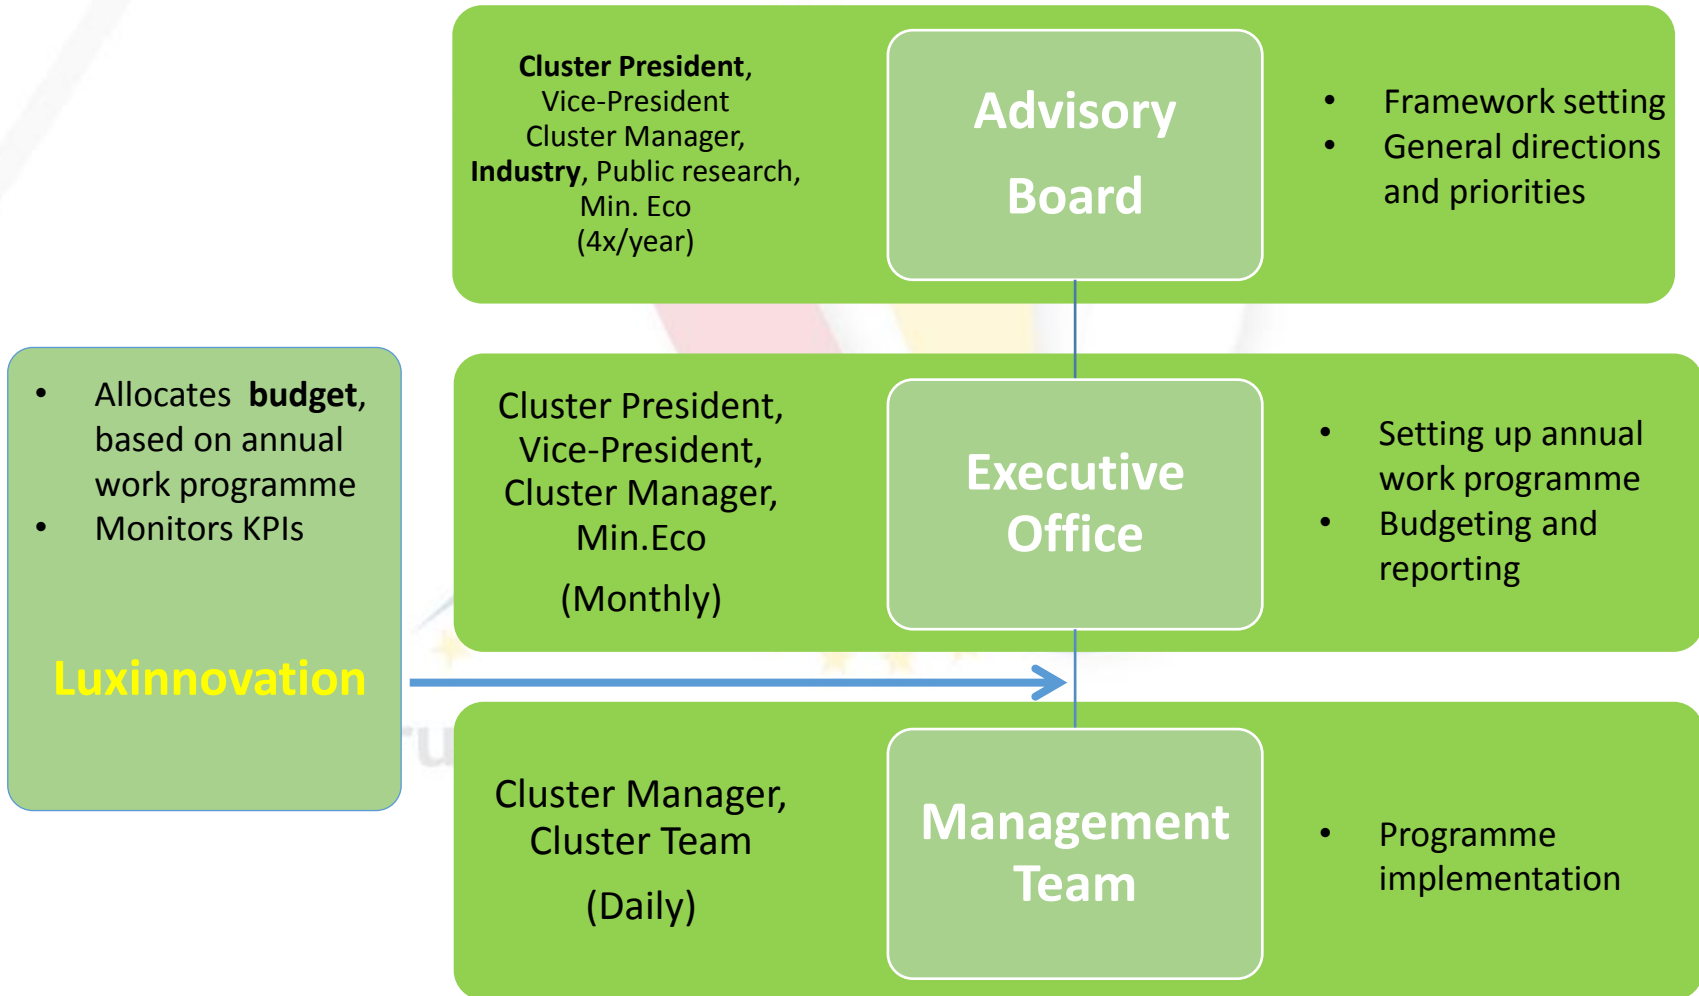 Cluster President,
Vice-President
Cluster Manager,
Industry, Public research,
Min. Eco
(4x/year)
Advisory
Board
• Framework setting
• General directions
and priorities
• Allocates budget,
based on annual
work programme
• Monitors KPIs
Luxinnovation
Cluster President,
Vice-President,
Cluster Manager,
Min.Eco
(Monthly)
Executive
Office
• Setting up annual
work programme
• Budgeting and
reporting
Cluster Manager,
Cluster Team
(Daily)
Management
Team
• Programme
implementation